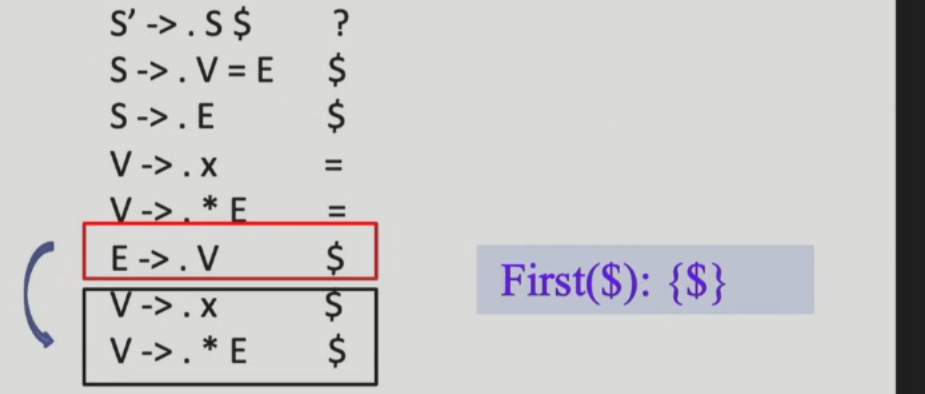 S' -> . S $ ?
S -> . V = E $
S -> . E $
V -> . x =
V -> . * E =
E -> . V $
V -> . x $
V -> . * E $
First($): {$}